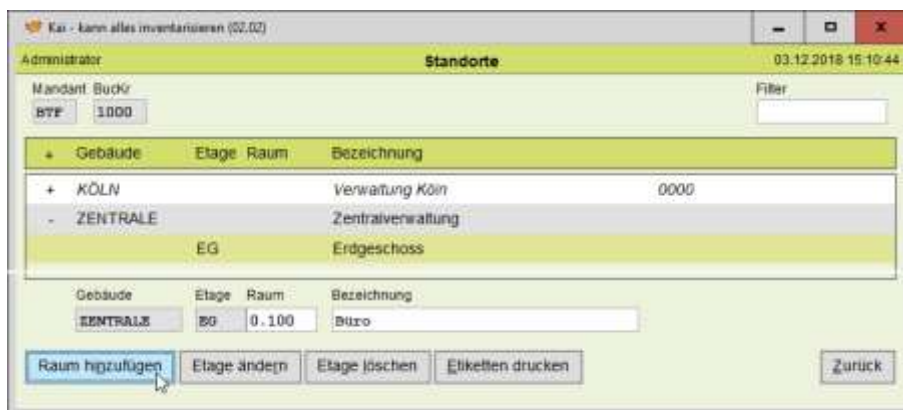 Kai - kann alles inventarisieren (02.02)
Administrator Standorte 03.12.2018 15:10:44
Mandant BucKr Filter
BTF 1000
+ Gebäude Etage Raum Bezeichnung
+ KÖLN Verwaltung Köln 0000
- ZENTRALE Zentralverwaltung
EG Erdgeschoss
Gebäude Etage Raum Bezeichnung
ZENTRALE EG 0.100 Büro
Raum hinzufügen Etage ändern Etage löschen Etiketten drucken Zurück